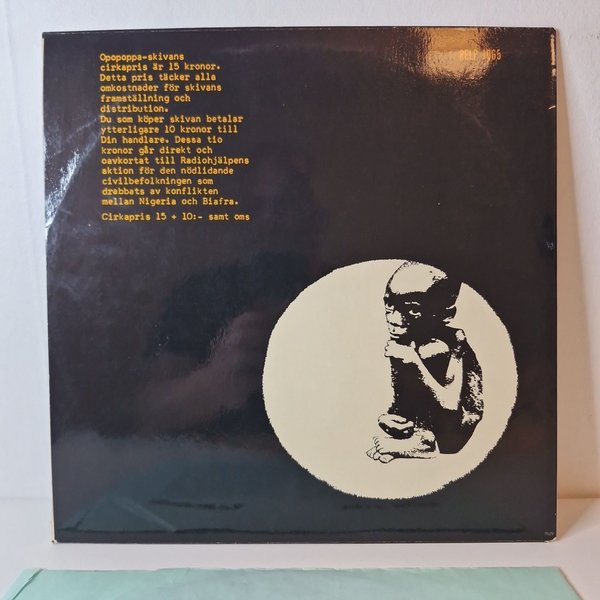 Opopoppa-skivans
cirkapris är 15 kronor.
Detta pris täcker alla
omkostnader för skivans
framställning och
distribution.
Du som köper skivan betalar
ytterligare 10 kronor till
Din handlare. Dessa tio
kronor går direkt och
oavkortat till Radiohjälpens
aktion för den nödlidande
civilbefolkningen som
drabbats av konflikten
mellan Nigeria och Biafra.
Cirkapris 15 + 10:- samt oms
RELP